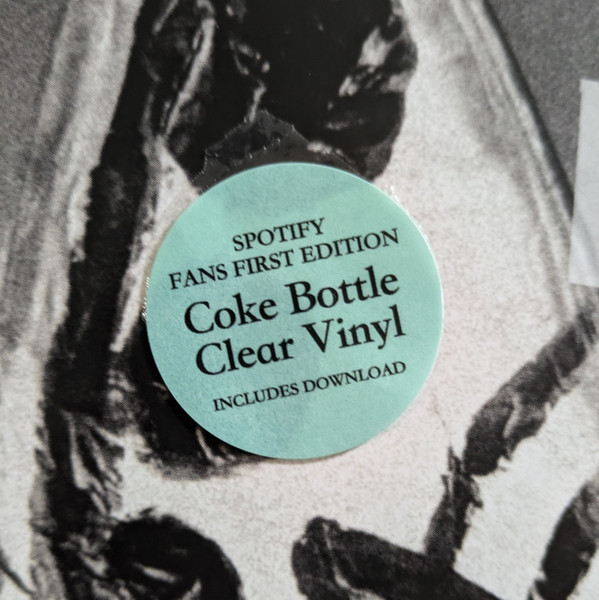 SPOTIFY
FANS FIRST EDITION
Coke Bottle
Clear Vinyl
INCLUDES DOWNLOAD